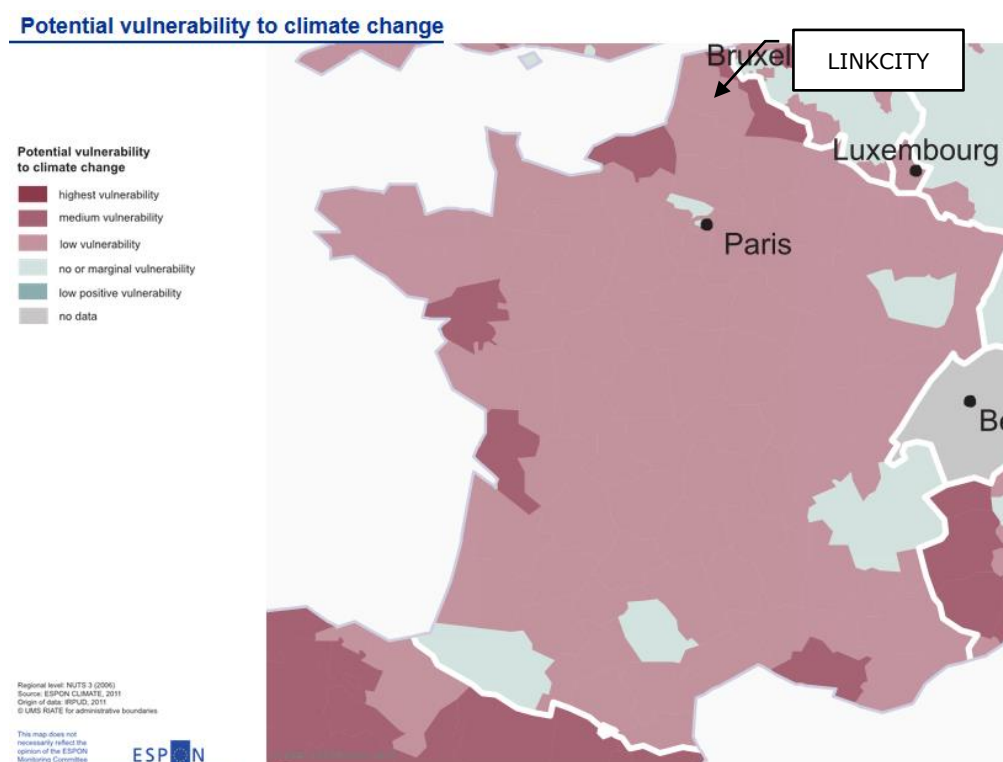 Potential vulnerability to climate change
Bruxel
LINKCITY
Luxembourg
Paris
Be
Potential vulnerability
to climate change
highest vulnerability
medium vulnerability
low vulnerability
no or marginal vulnerability
low positive vulnerability
no data
Regional level: NUTS 3 (2006)
Source: ESPON CLIMATE, 2011
Origin of data: IRPUD, 2011
© UMS RIATE for administrative boundaries
This map does not
necessarily reflect the
opinion of the ESPON
Monitoring Committee
ESPON